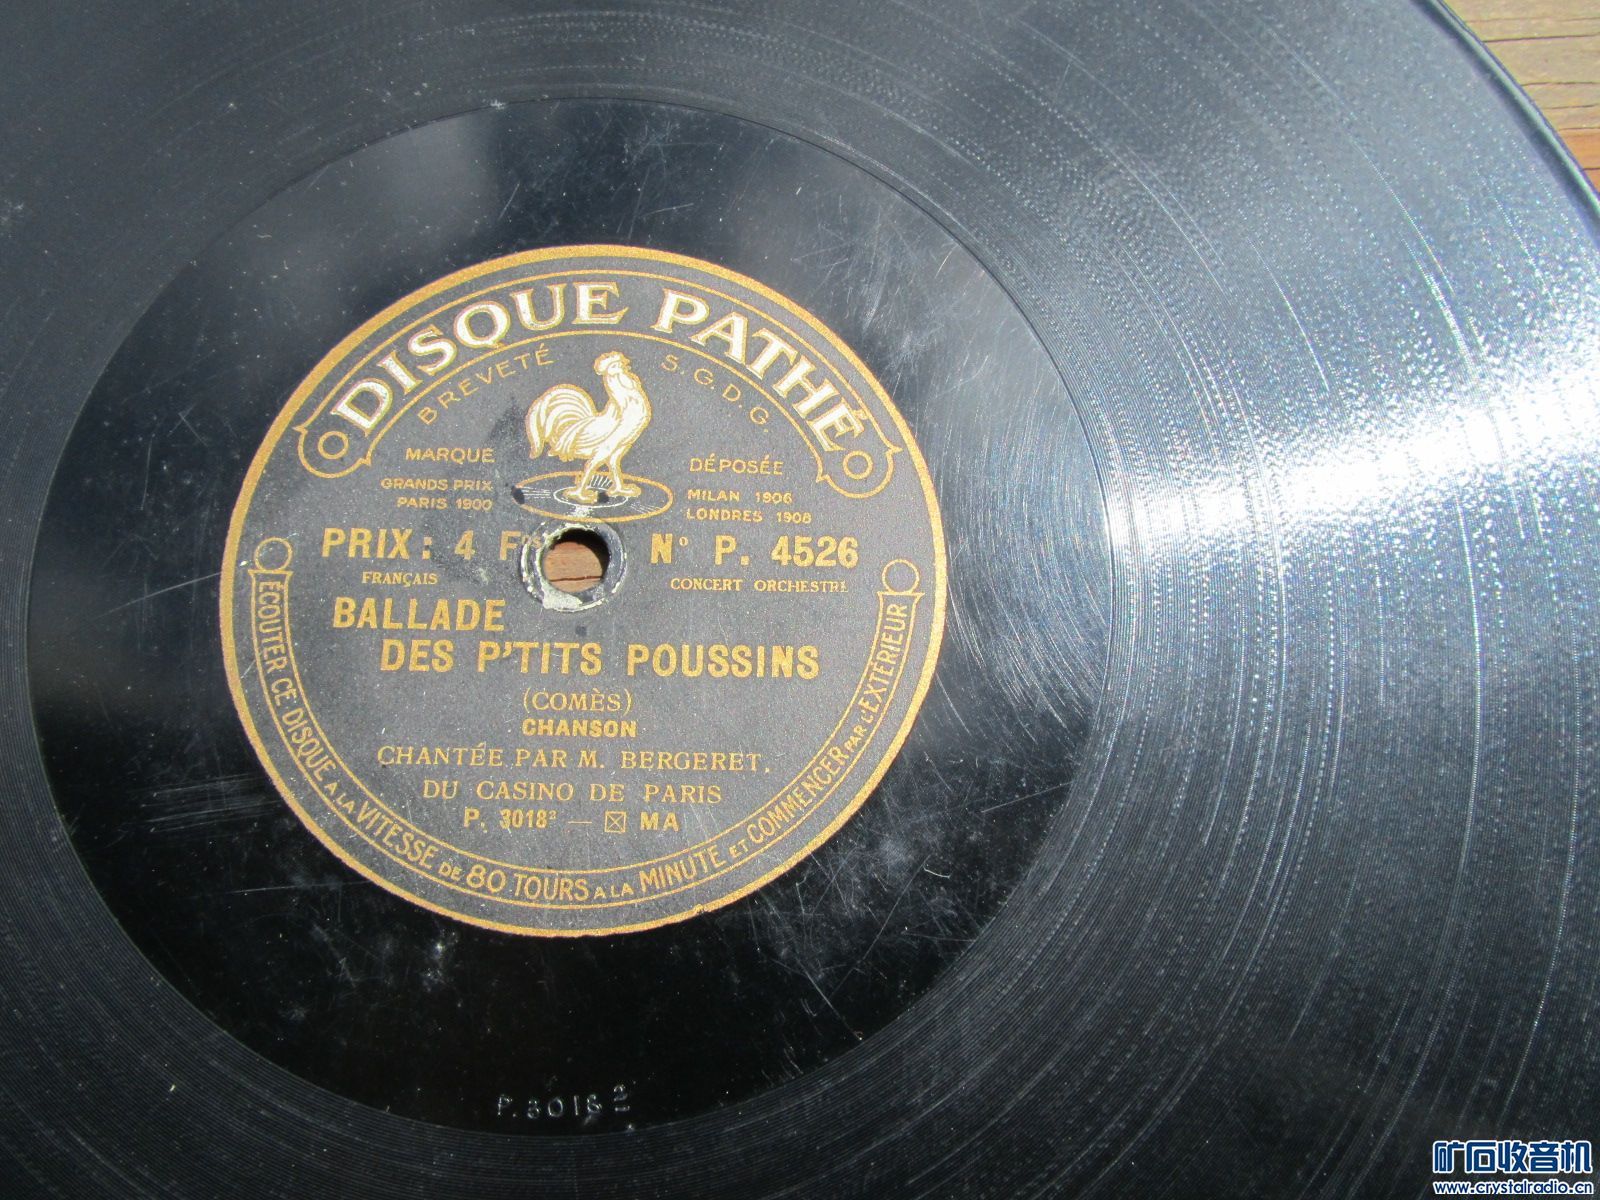 DISQUE PATHÉ
BREVETÉ S.G.D.G.
MARQUE DÉPOSÉE
GRANDS PRIX MILAN 1906
PARIS 1900 LONDRES 1908
PRIX: 4 F N° P. 4526
FRANÇAIS CONCERT ORCHESTRE
BALLADE
DES P'TITS POUSSINS
(COMÈS)
CHANSON
CHANTÉE PAR M. BERGERET,
DU CASINO DE PARIS
P. 3018² — ☒ MA
ECOUTER CE DISQUE A LA VITESSE DE 80 TOURS A LA MINUTE ET COMMENCER PAR L'EXTÉRIEUR
P. 3018 2
矿石收音机
www.crystalradio.cn